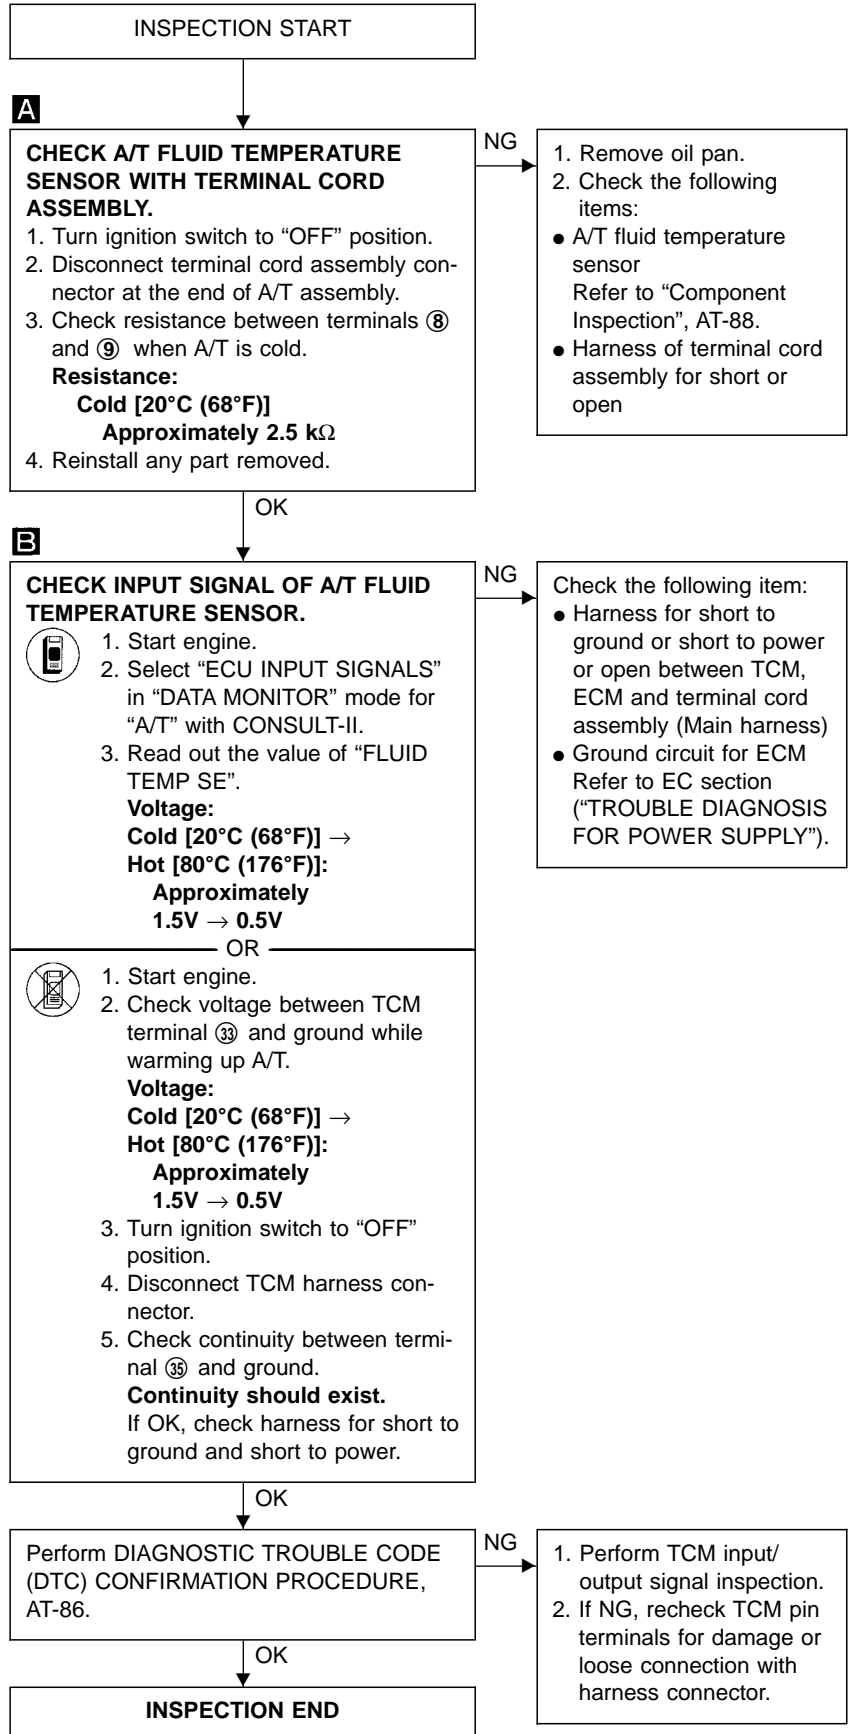 INSPECTION START
A
CHECK A/T FLUID TEMPERATURE
SENSOR WITH TERMINAL CORD
ASSEMBLY.
1. Turn ignition switch to “OFF” position.
2. Disconnect terminal cord assembly con-
nector at the end of A/T assembly.
3. Check resistance between terminals ⑧
and ⑨ when A/T is cold.
Resistance:
Cold [20°C (68°F)]
Approximately 2.5 kΩ
4. Reinstall any part removed.
NG
1. Remove oil pan.
2. Check the following
items:
● A/T fluid temperature
sensor
Refer to “Component
Inspection”, AT-88.
● Harness of terminal cord
assembly for short or
open
OK
B
CHECK INPUT SIGNAL OF A/T FLUID
TEMPERATURE SENSOR.
1. Start engine.
2. Select “ECU INPUT SIGNALS”
in “DATA MONITOR” mode for
“A/T” with CONSULT-II.
3. Read out the value of “FLUID
TEMP SE”.
Voltage:
Cold [20°C (68°F)] →
Hot [80°C (176°F)]:
Approximately
1.5V → 0.5V
NG
Check the following item:
● Harness for short to
ground or short to power
or open between TCM,
ECM and terminal cord
assembly (Main harness)
● Ground circuit for ECM
Refer to EC section
(“TROUBLE DIAGNOSIS
FOR POWER SUPPLY”).
OR
1. Start engine.
2. Check voltage between TCM
terminal ㉝ and ground while
warming up A/T.
Voltage:
Cold [20°C (68°F)] →
Hot [80°C (176°F)]:
Approximately
1.5V → 0.5V
3. Turn ignition switch to “OFF”
position.
4. Disconnect TCM harness con-
nector.
5. Check continuity between termi-
nal ㉟ and ground.
Continuity should exist.
If OK, check harness for short to
ground and short to power.
OK
Perform DIAGNOSTIC TROUBLE CODE
(DTC) CONFIRMATION PROCEDURE,
AT-86.
NG
1. Perform TCM input/
output signal inspection.
2. If NG, recheck TCM pin
terminals for damage or
loose connection with
harness connector.
OK
INSPECTION END